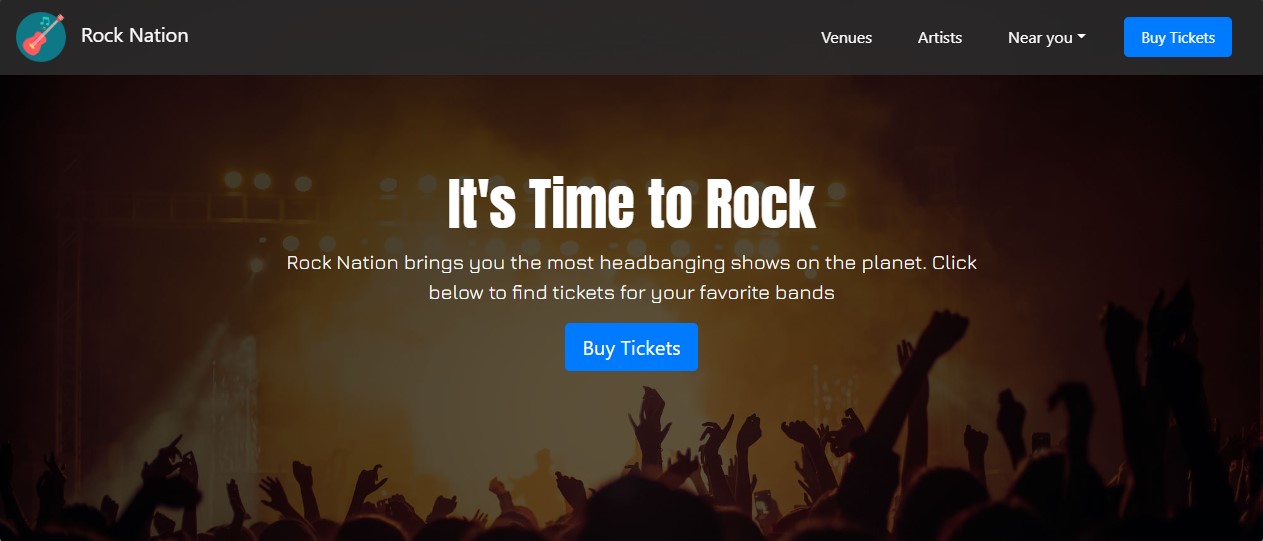 Rock Nation
Venues
Artists
Near you
Buy Tickets
It's Time to Rock
Rock Nation brings you the most headbanging shows on the planet. Click
below to find tickets for your favorite bands
Buy Tickets